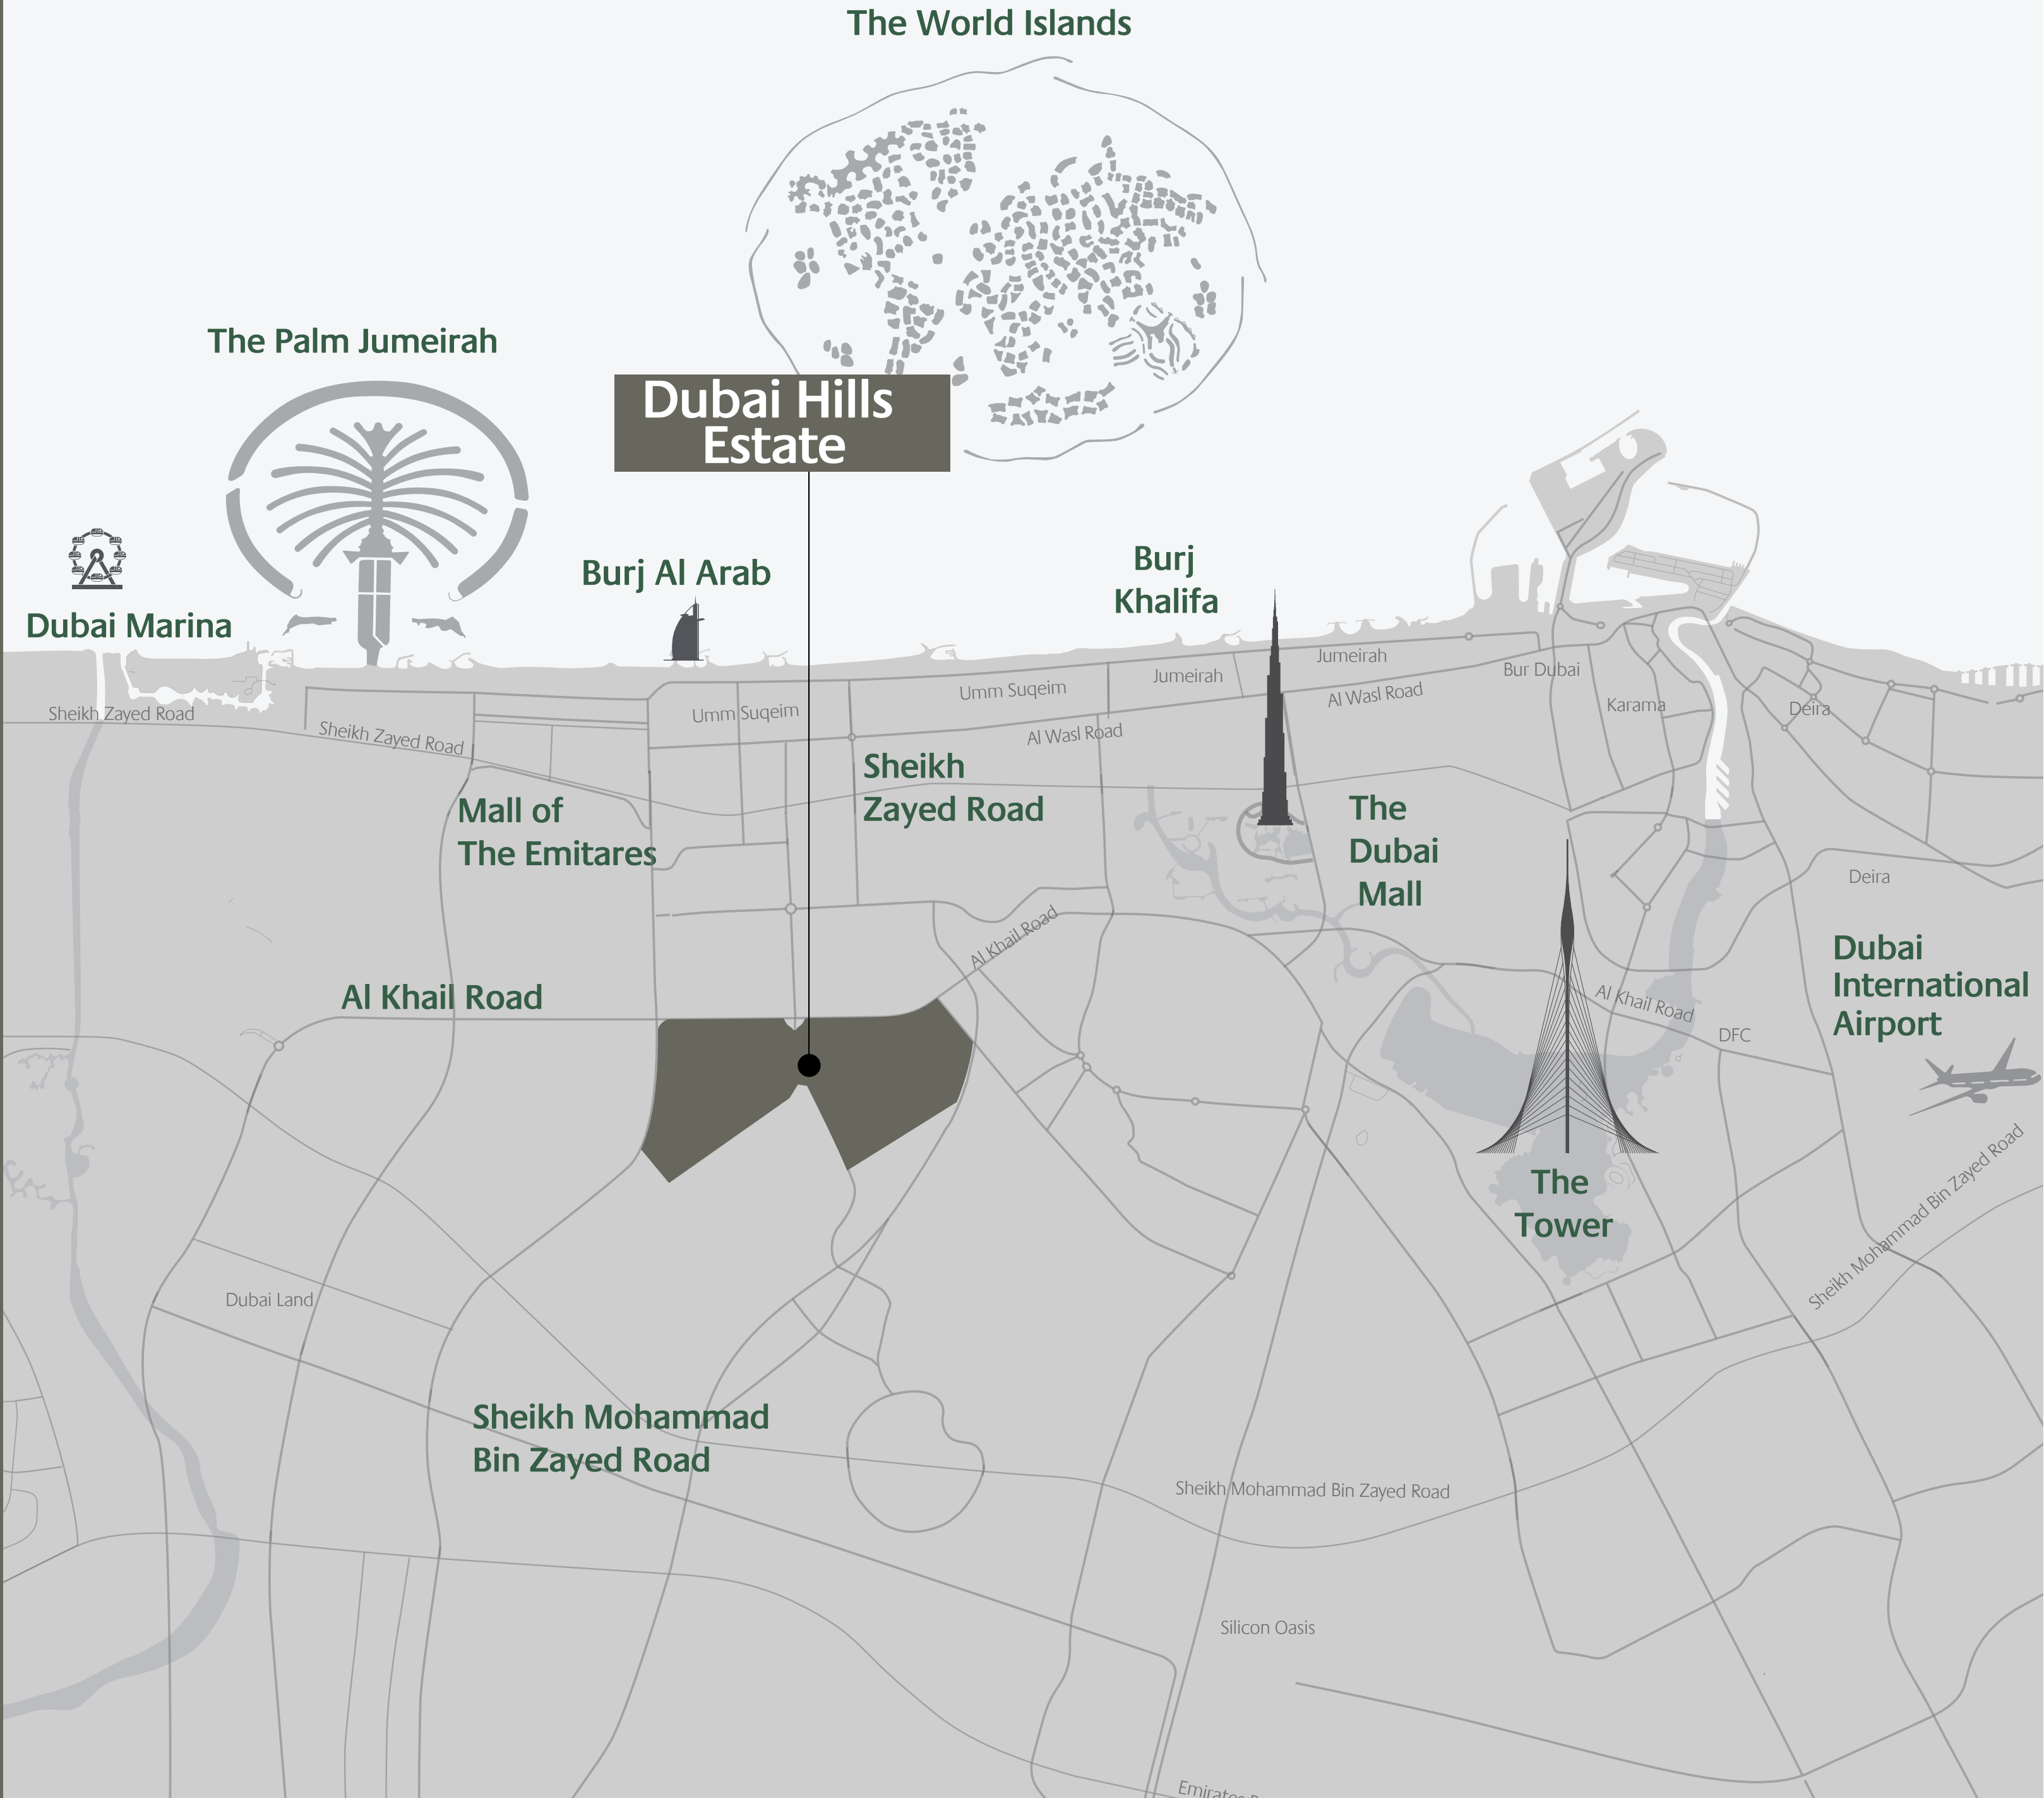 The World Islands
The Palm Jumeirah
Dubai Hills
Estate
Burj Al Arab
Burj
Khalifa
Dubai Marina
Jumeirah
Jumeirah
Bur Dubai
Umm Suqeim
Umm Suqeim
Al Wasl Road
Karama
Deira
Sheikh Zayed Road
Sheikh Zayed Road
Al Wasl Road
Sheikh
Zayed Road
Mall of
The Emitares
The
Dubai
Mall
Deira
Al Khail Road
Dubai
International
Airport
Al Khail Road
Al Khail Road
DFC
The
Tower
Sheikh Mohammad Bin Zayed Road
Dubai Land
Sheikh Mohammad
Bin Zayed Road
Sheikh Mohammad Bin Zayed Road
Silicon Oasis
Emirates